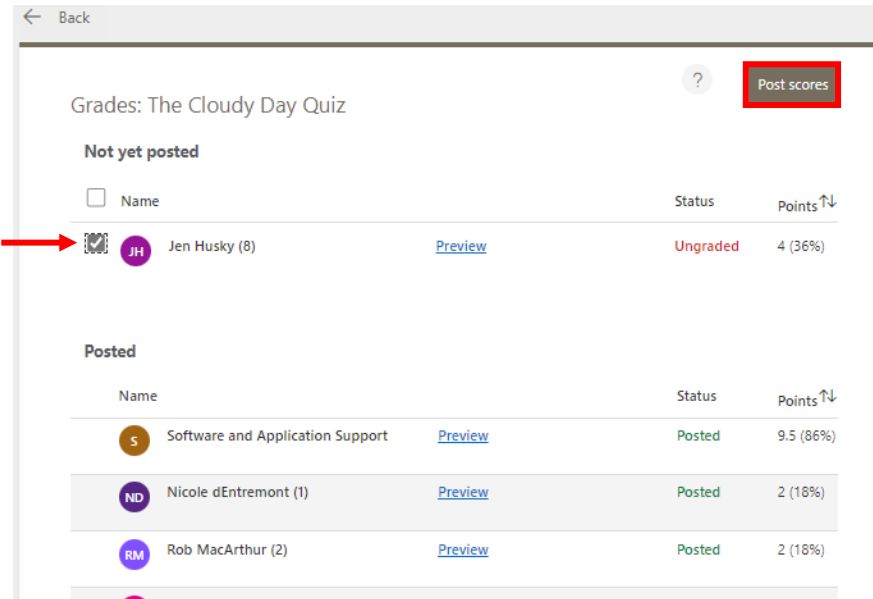 Back
?
Post scores
Grades: The Cloudy Day Quiz
Not yet posted
Name Status Points
JH Jen Husky (8) Preview Ungraded 4 (36%)
Posted
Name Status Points
S Software and Application Support Preview Posted 9.5 (86%)
ND Nicole dEntremont (1) Preview Posted 2 (18%)
RM Rob MacArthur (2) Preview Posted 2 (18%)